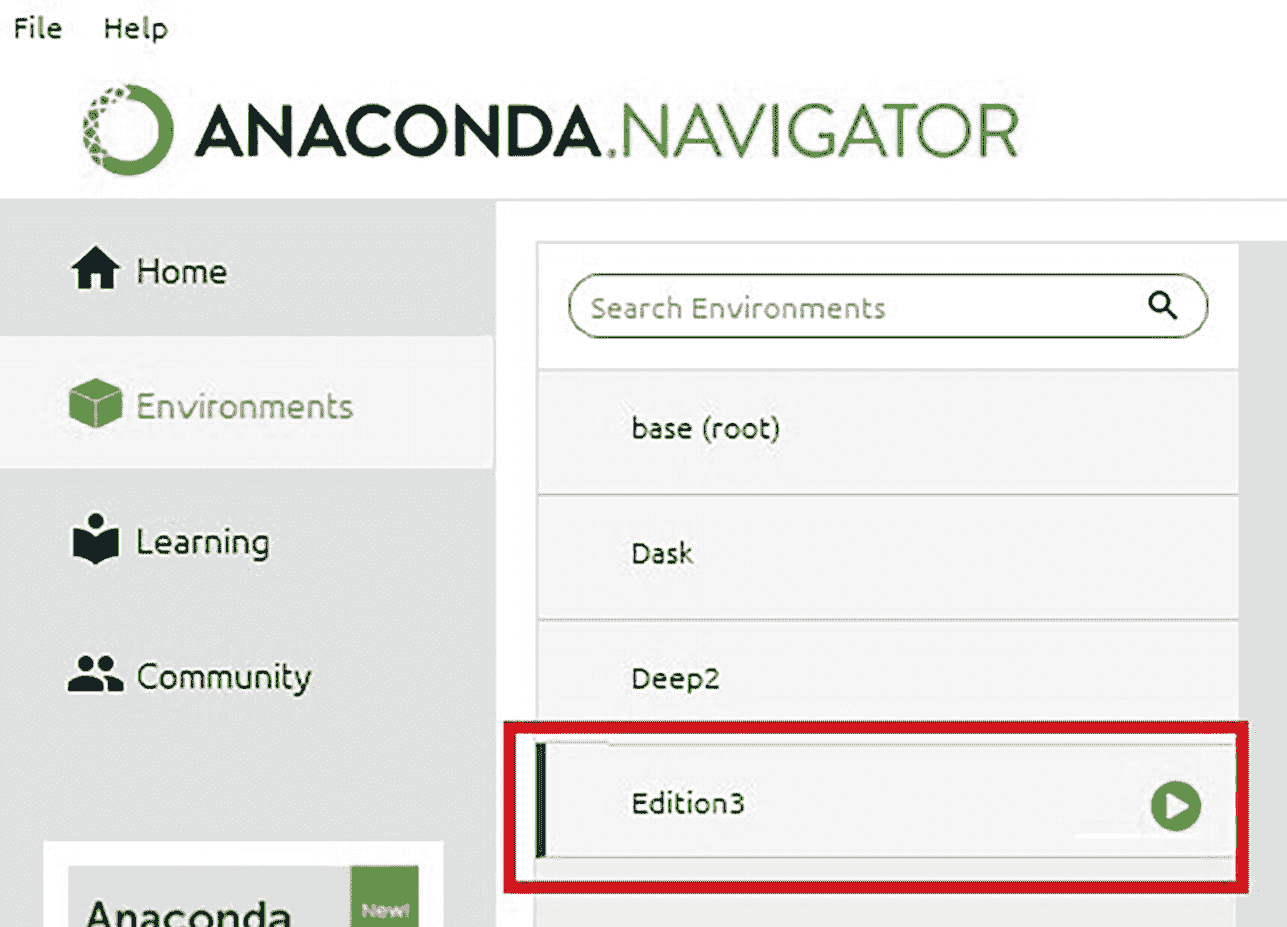 File Help
ANACONDA.NAVIGATOR
Home
Environments
Learning
Community
Anaconda
New!
Search Environments
base (root)
Dask
Deep2
Edition3